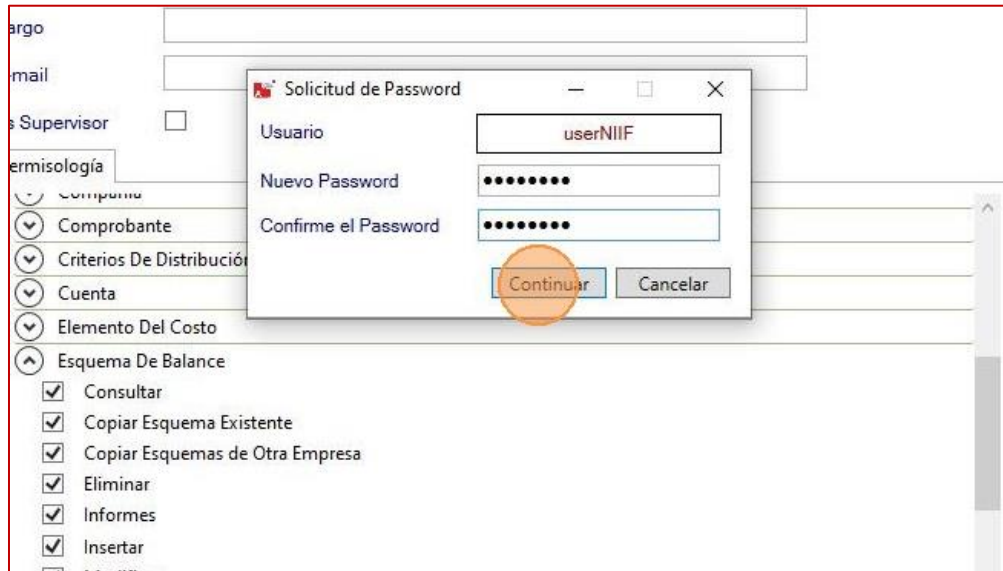 argo
mail
s Supervisor
ermisología
Solicitud de Password
Usuario
userNIIF
Nuevo Password
••••••••
Confirme el Password
••••••••
Continuar
Cancelar
Comprobante
Criterios De Distribución
Cuenta
Elemento Del Costo
Esquema De Balance
Consultar
Copiar Esquema Existente
Copiar Esquemas de Otra Empresa
Eliminar
Informes
Insertar